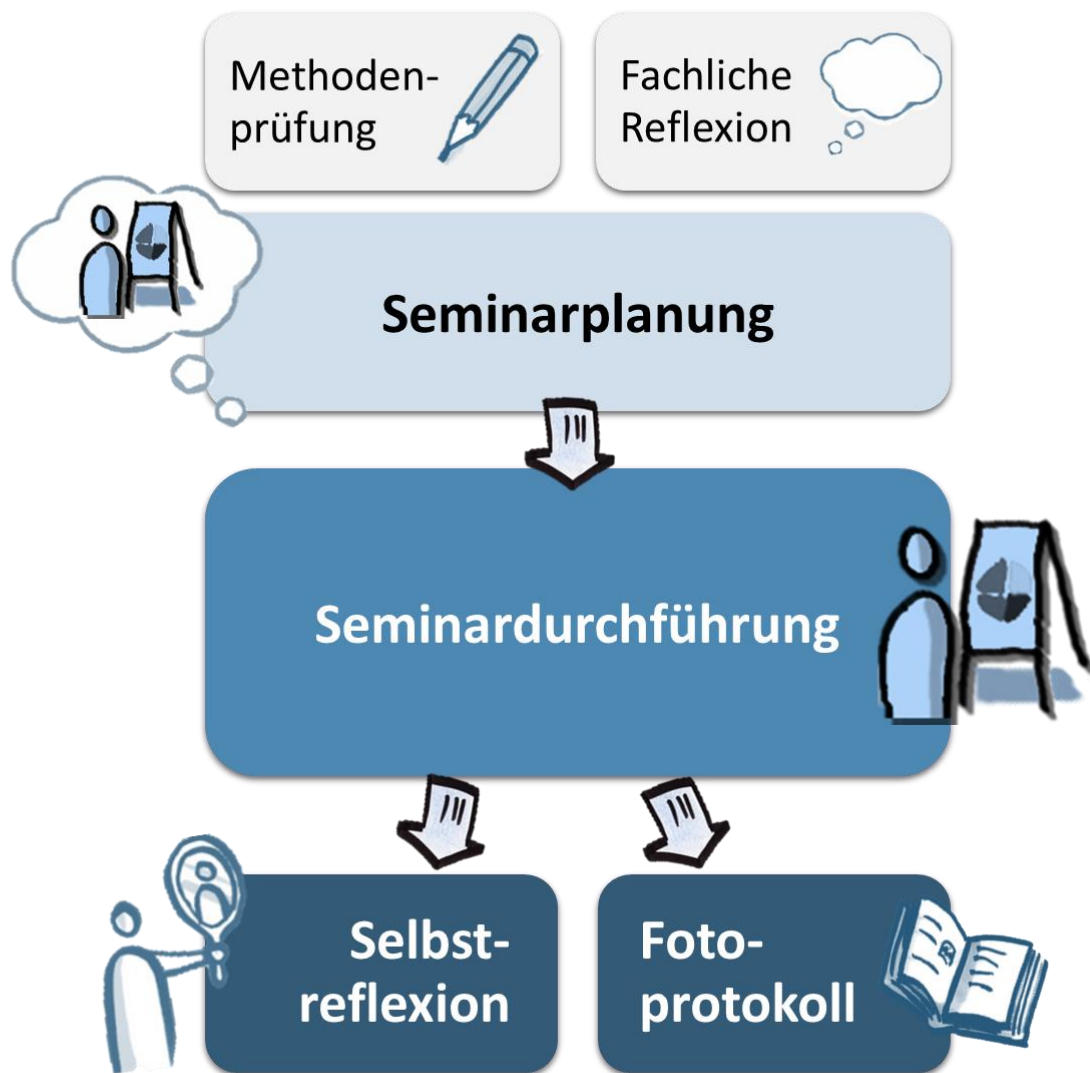 Methoden-
prüfung
Fachliche
Reflexion
Seminarplanung
Seminardurchführung
Selbst-
reflexion
Foto-
protokoll